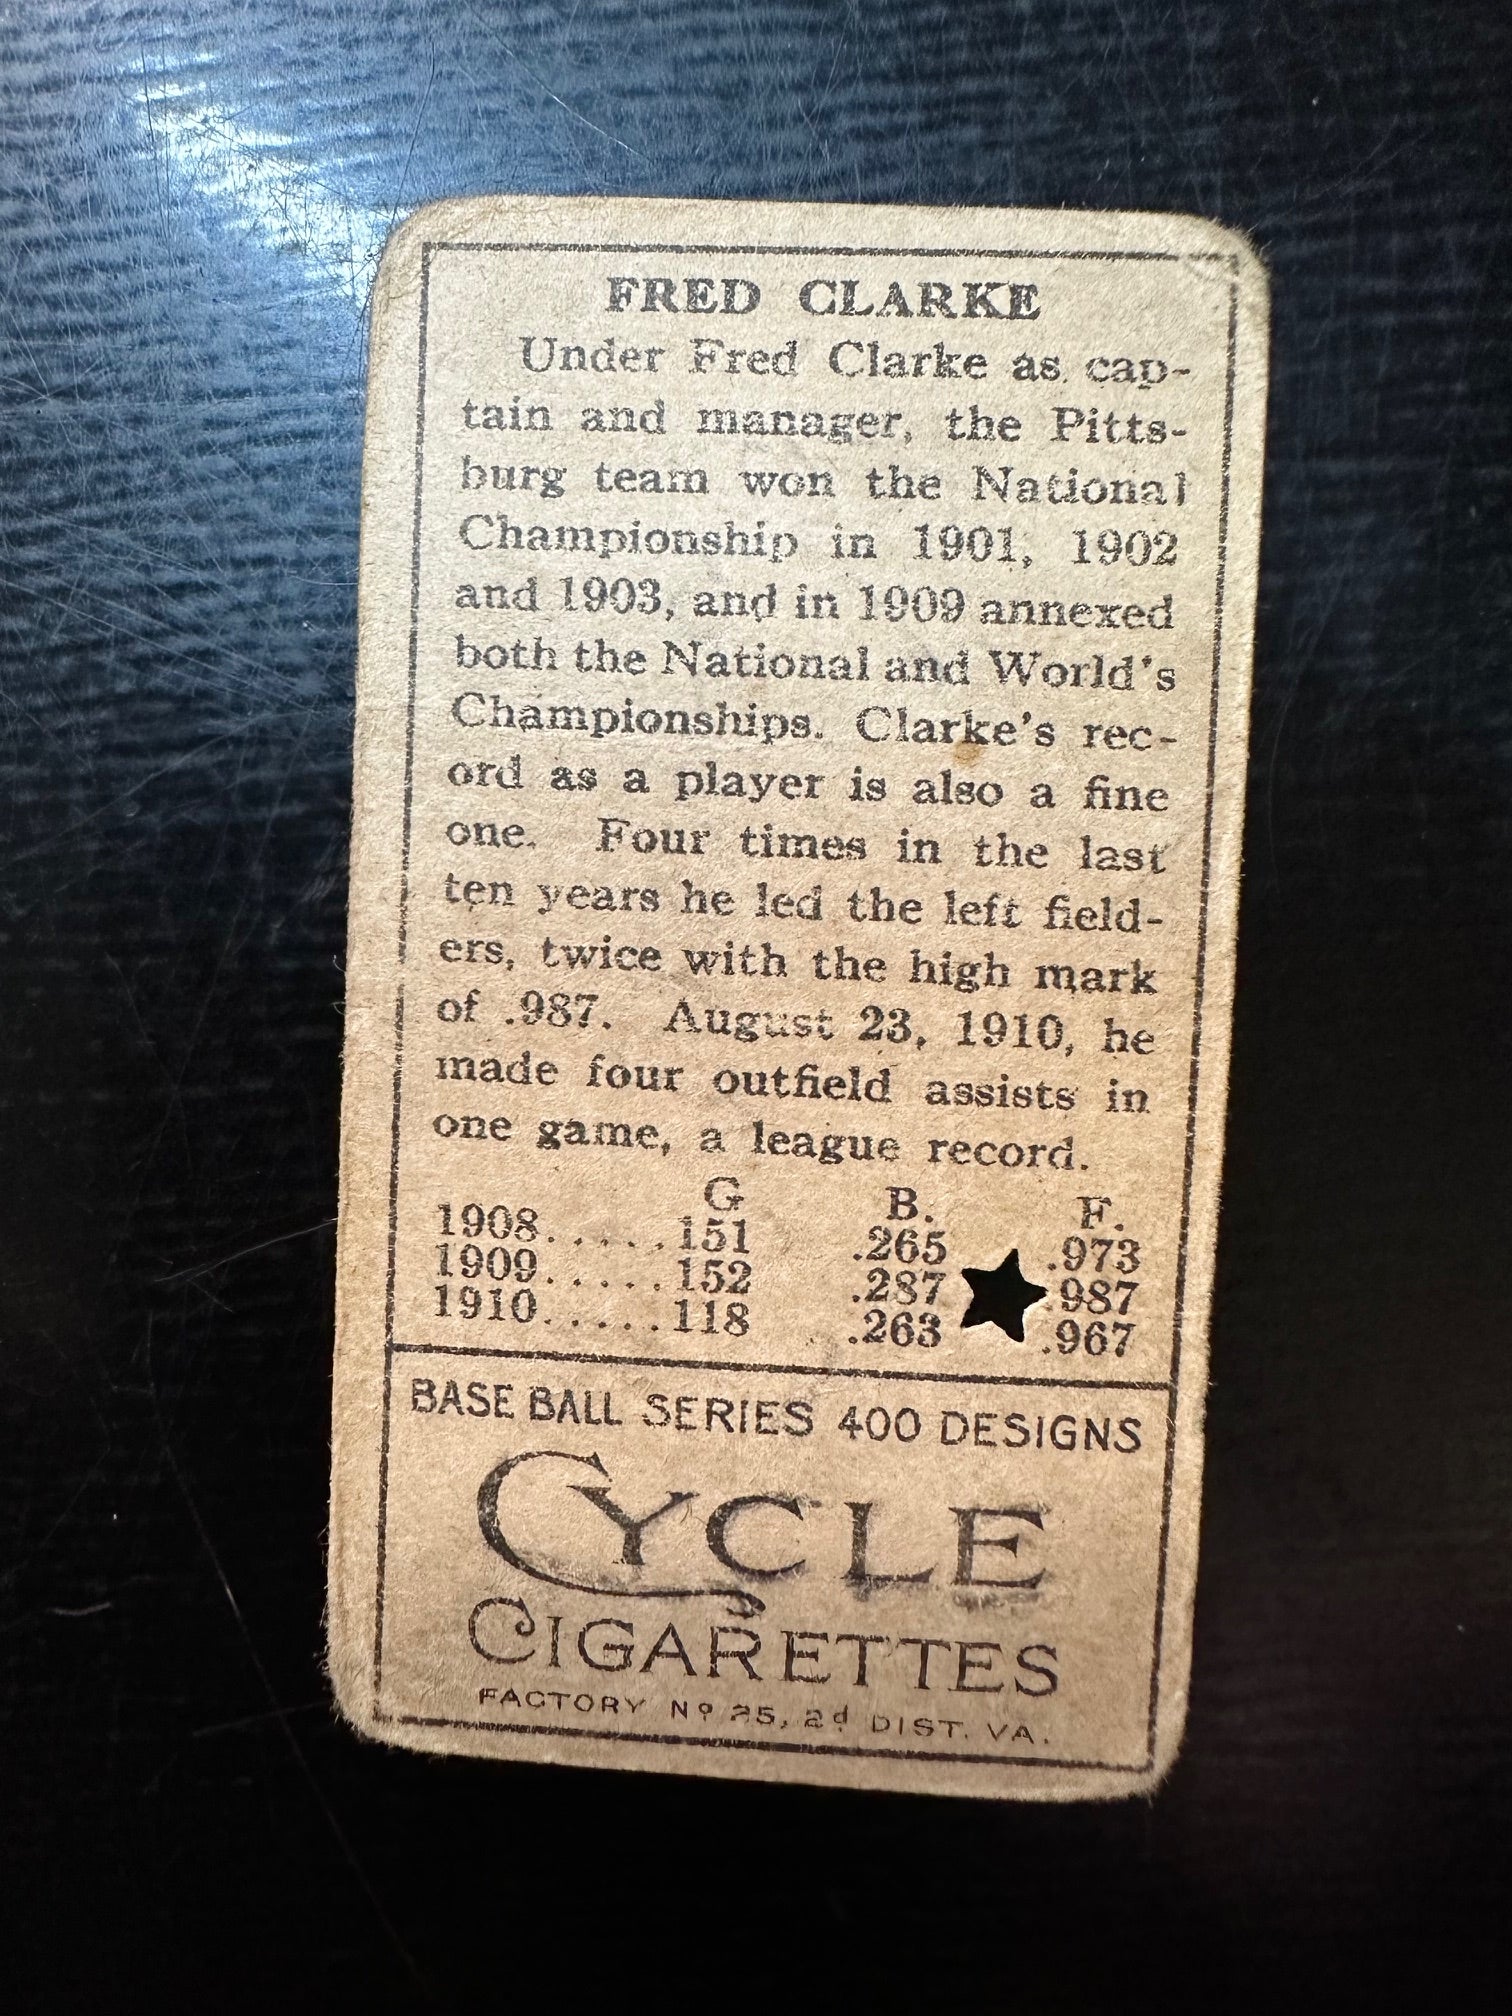 FRED CLARKE
Under Fred Clarke as cap-
tain and manager, the Pitts-
burg team won the National
Championship in 1901, 1902
and 1903, and in 1909 annexed
both the National and World's
Championships. Clarke's rec-
ord as a player is also a fine
one. Four times in the last
ten years he led the left field-
ers, twice with the high mark
of .987. August 23, 1910, he
made four outfield assists in
one game, a league record.
G B. F.
1908......151 .265 .973
1909......152 .287 .987
1910......118 .263 .967
BASE BALL SERIES 400 DESIGNS
CYCLE
CIGARETTES
FACTORY Nº 25, 2d DIST. VA.